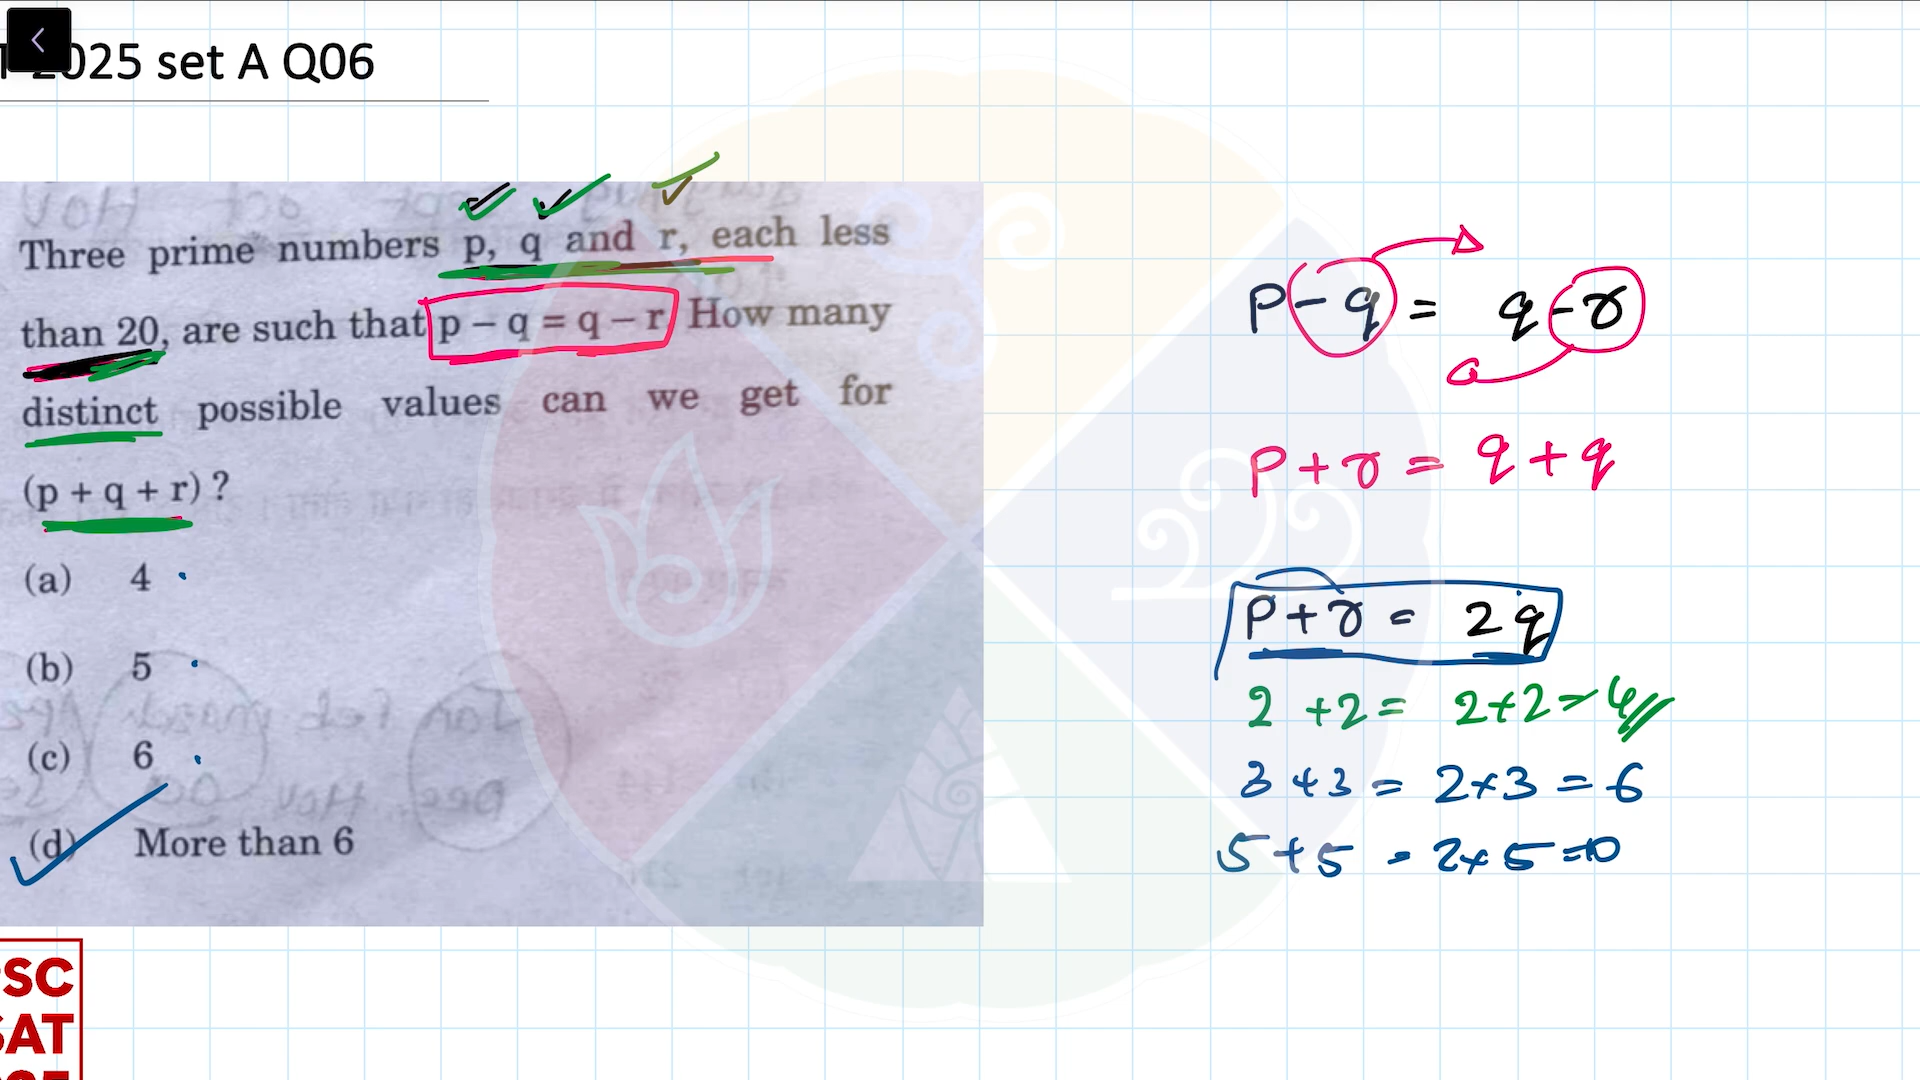 2025 set A Q06
Three prime numbers p, q and r, each less
than 20, are such that p – q = q – r. How many
distinct possible values can we get for
(p + q + r) ?
(a) 4
(b) 5
(c) 6
(d) More than 6
p - q = q - r
p + r = q + q
p + r = 2q
2 + 2 = 2×2 = 4
3 + 3 = 2×3 = 6
5 + 5 = 2×5 = 10
SC
SAT